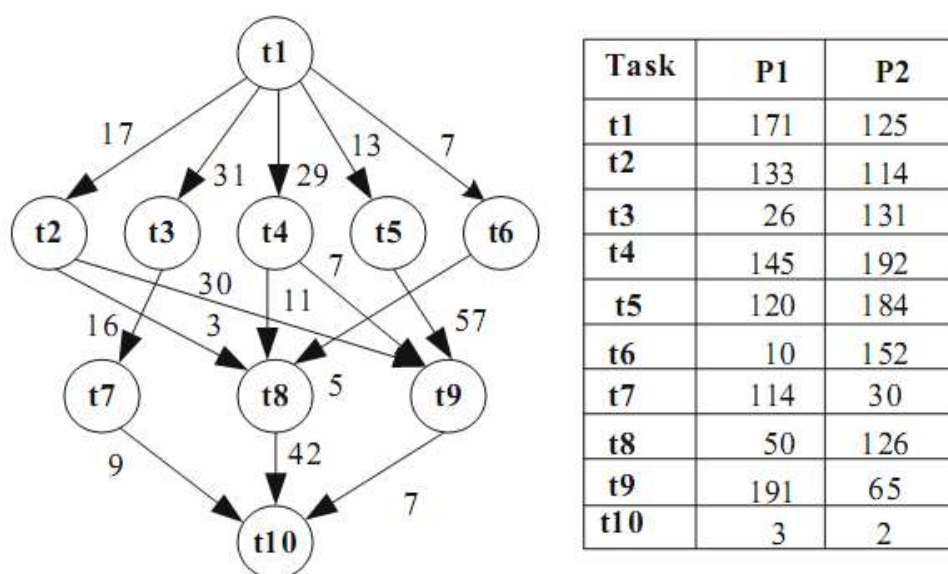 t1
17
31
29
13
7
t2
t3
t4
t5
t6
16
30
3
11
7
57
t7
t8
5
t9
9
42
7
t10
Task P1 P2
t1 171 125
t2 133 114
t3 26 131
t4 145 192
t5 120 184
t6 10 152
t7 114 30
t8 50 126
t9 191 65
t10 3 2